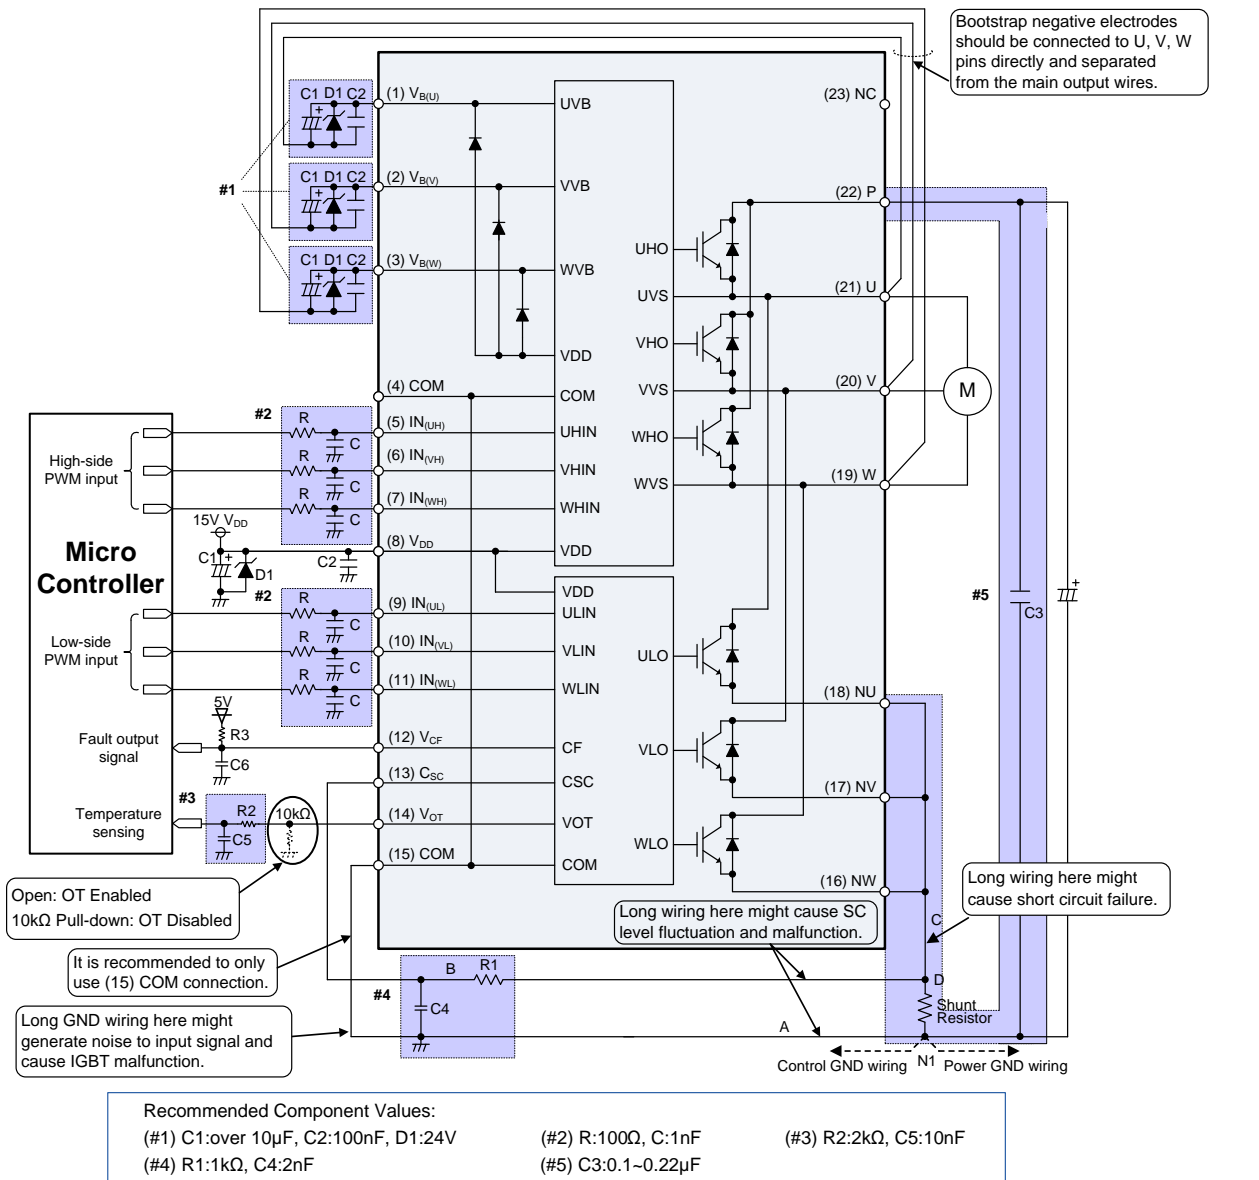 Bootstrap negative electrodes
should be connected to U, V, W
pins directly and separated
from the main output wires.
C1 D1 C2
+
(1) VB(U)
UVB
(23) NC
C1 D1 C2
+
#1
(2) VB(V)
VVB
(22) P
C1 D1 C2
+
(3) VB(W)
WVB
UHO
UVS
(21) U
VHO
VDD
(4) COM
COM
VVS
(20) V
M
#2
R
C
(5) IN(UH)
UHIN
WHO
High-side
PWM input
R
C
(6) IN(VH)
VHIN
WVS
(19) W
R
C
(7) IN(WH)
WHIN
15V VDD
Micro
Controller
C1
+
D1
C2
(8) VDD
VDD
VDD
#5
C3
+
#2
R
C
(9) IN(UL)
ULIN
Low-side
PWM input
R
C
(10) IN(VL)
VLIN
ULO
R
C
(11) IN(WL)
WLIN
(18) NU
5V
R3
Fault output
signal
C6
(12) VCF
CF
VLO
(13) CSC
CSC
(17) NV
#3
Temperature
sensing
R2
C5
10kΩ
(14) VOT
VOT
WLO
(15) COM
COM
(16) NW
Open: OT Enabled
10kΩ Pull-down: OT Disabled
Long wiring here might cause SC
level fluctuation and malfunction.
Long wiring here might
cause short circuit failure.
C
It is recommended to only
use (15) COM connection.
B
R1
D
#4
C4
Shunt
Resistor
Long GND wiring here might
generate noise to input signal and
cause IGBT malfunction.
A
Control GND wiring
N1
Power GND wiring
Recommended Component Values:
(#1) C1:over 10µF, C2:100nF, D1:24V
(#2) R:100Ω, C:1nF
(#3) R2:2kΩ, C5:10nF
(#4) R1:1kΩ, C4:2nF
(#5) C3:0.1~0.22µF